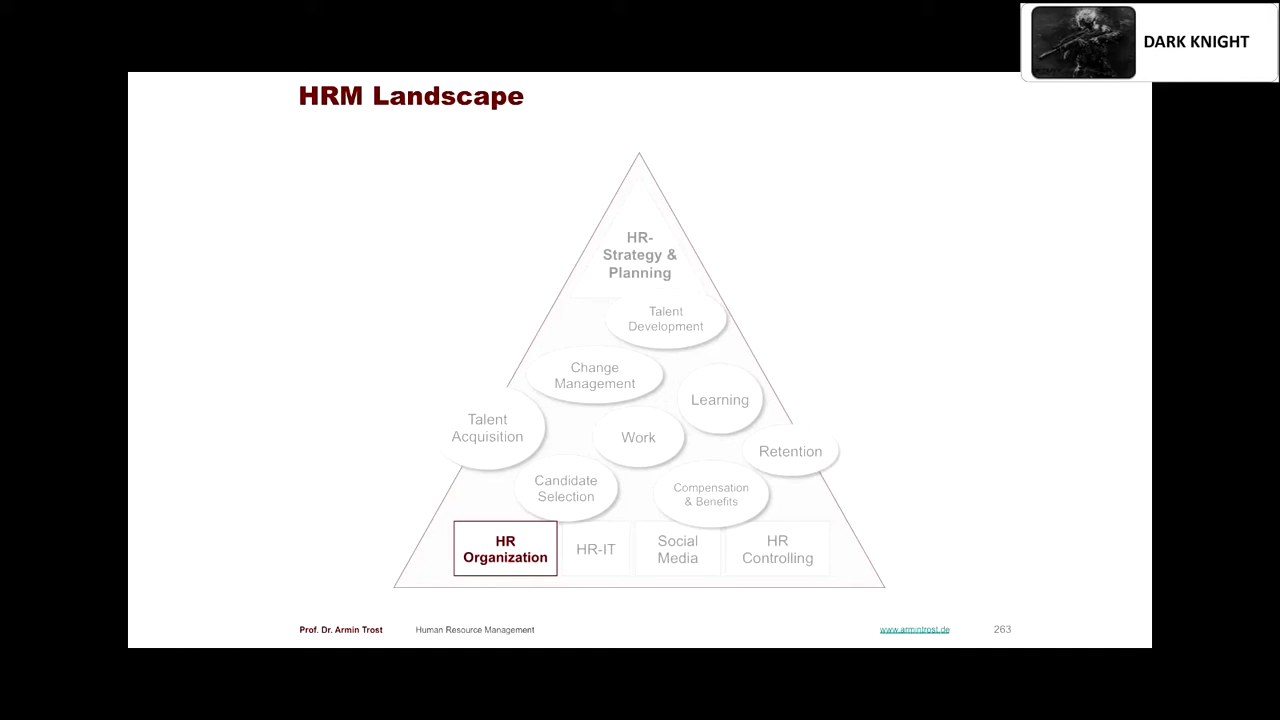 DARK KNIGHT
HRM Landscape
HR-
Strategy &
Planning
Talent
Development
Change
Management
Learning
Talent
Acquisition
Work
Retention
Candidate
Selection
Compensation
& Benefits
HR
Organization
HR-IT
Social
Media
HR
Controlling
Prof. Dr. Armin Trost
Human Resource Management
www.armintrost.de
263